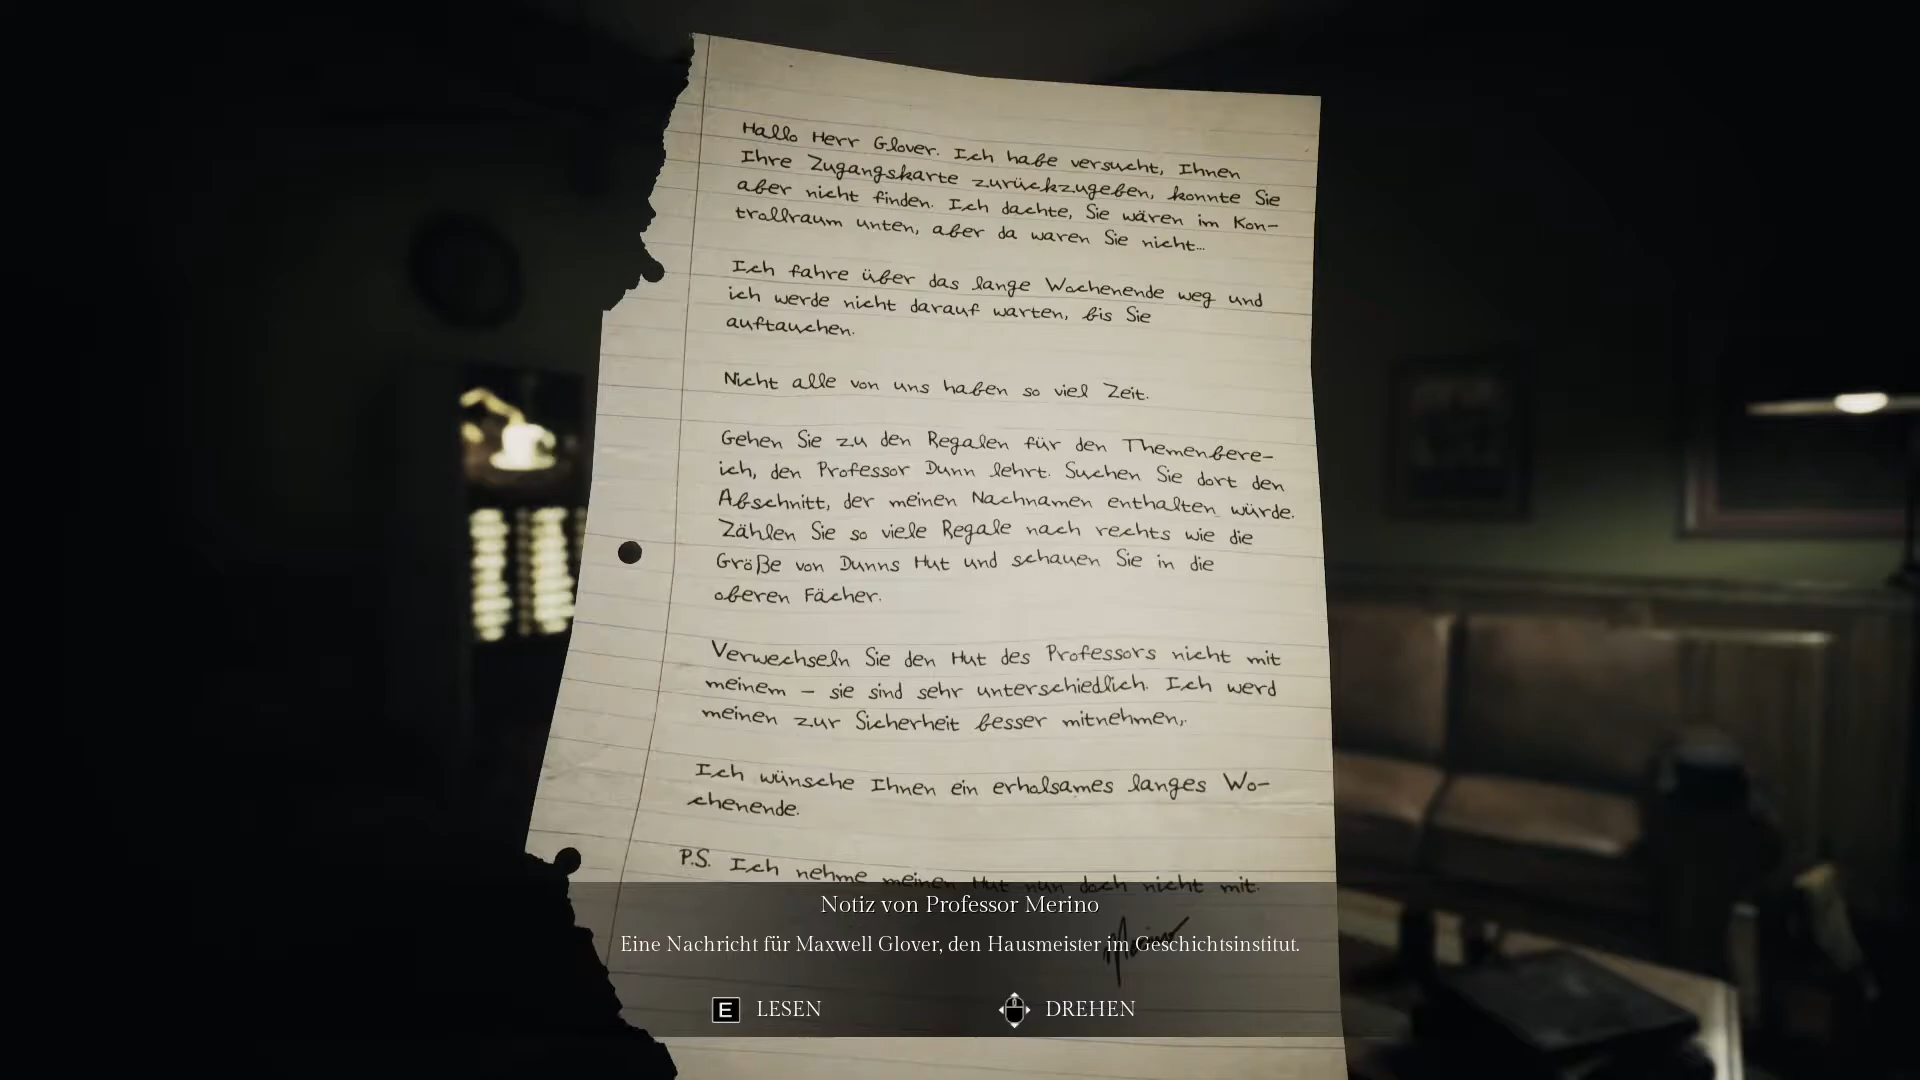 Hallo Herr Glover. Ich habe versucht, Ihnen
Ihre Zugangskarte zurückzugeben, konnte Sie
aber nicht finden. Ich dachte, Sie wären im Kon-
trollraum unten, aber da waren Sie nicht...
Ich fahre über das lange Wochenende weg und
ich werde nicht darauf warten, bis Sie
auftauchen.
Nicht alle von uns haben so viel Zeit.
Gehen Sie zu den Regalen für den Themenbere-
ich, den Professor Dunn lehrt. Suchen Sie dort den
Abschnitt, der meinen Nachnamen enthalten würde.
Zählen Sie so viele Regale nach rechts wie die
Größe von Dunns Hut und schauen Sie in die
oberen Fächer.
Verwechseln Sie den Hut des Professors nicht mit
meinem – sie sind sehr unterschiedlich. Ich werd
meinen zur Sicherheit besser mitnehmen,.
Ich wünsche Ihnen ein erholsames langes Wo-
chenende.
P.S. Ich nehme meinen Hut nun doch nicht mit.
Merino
Notiz von Professor Merino
Eine Nachricht für Maxwell Glover, den Hausmeister im Geschichtsinstitut.
E LESEN DREHEN